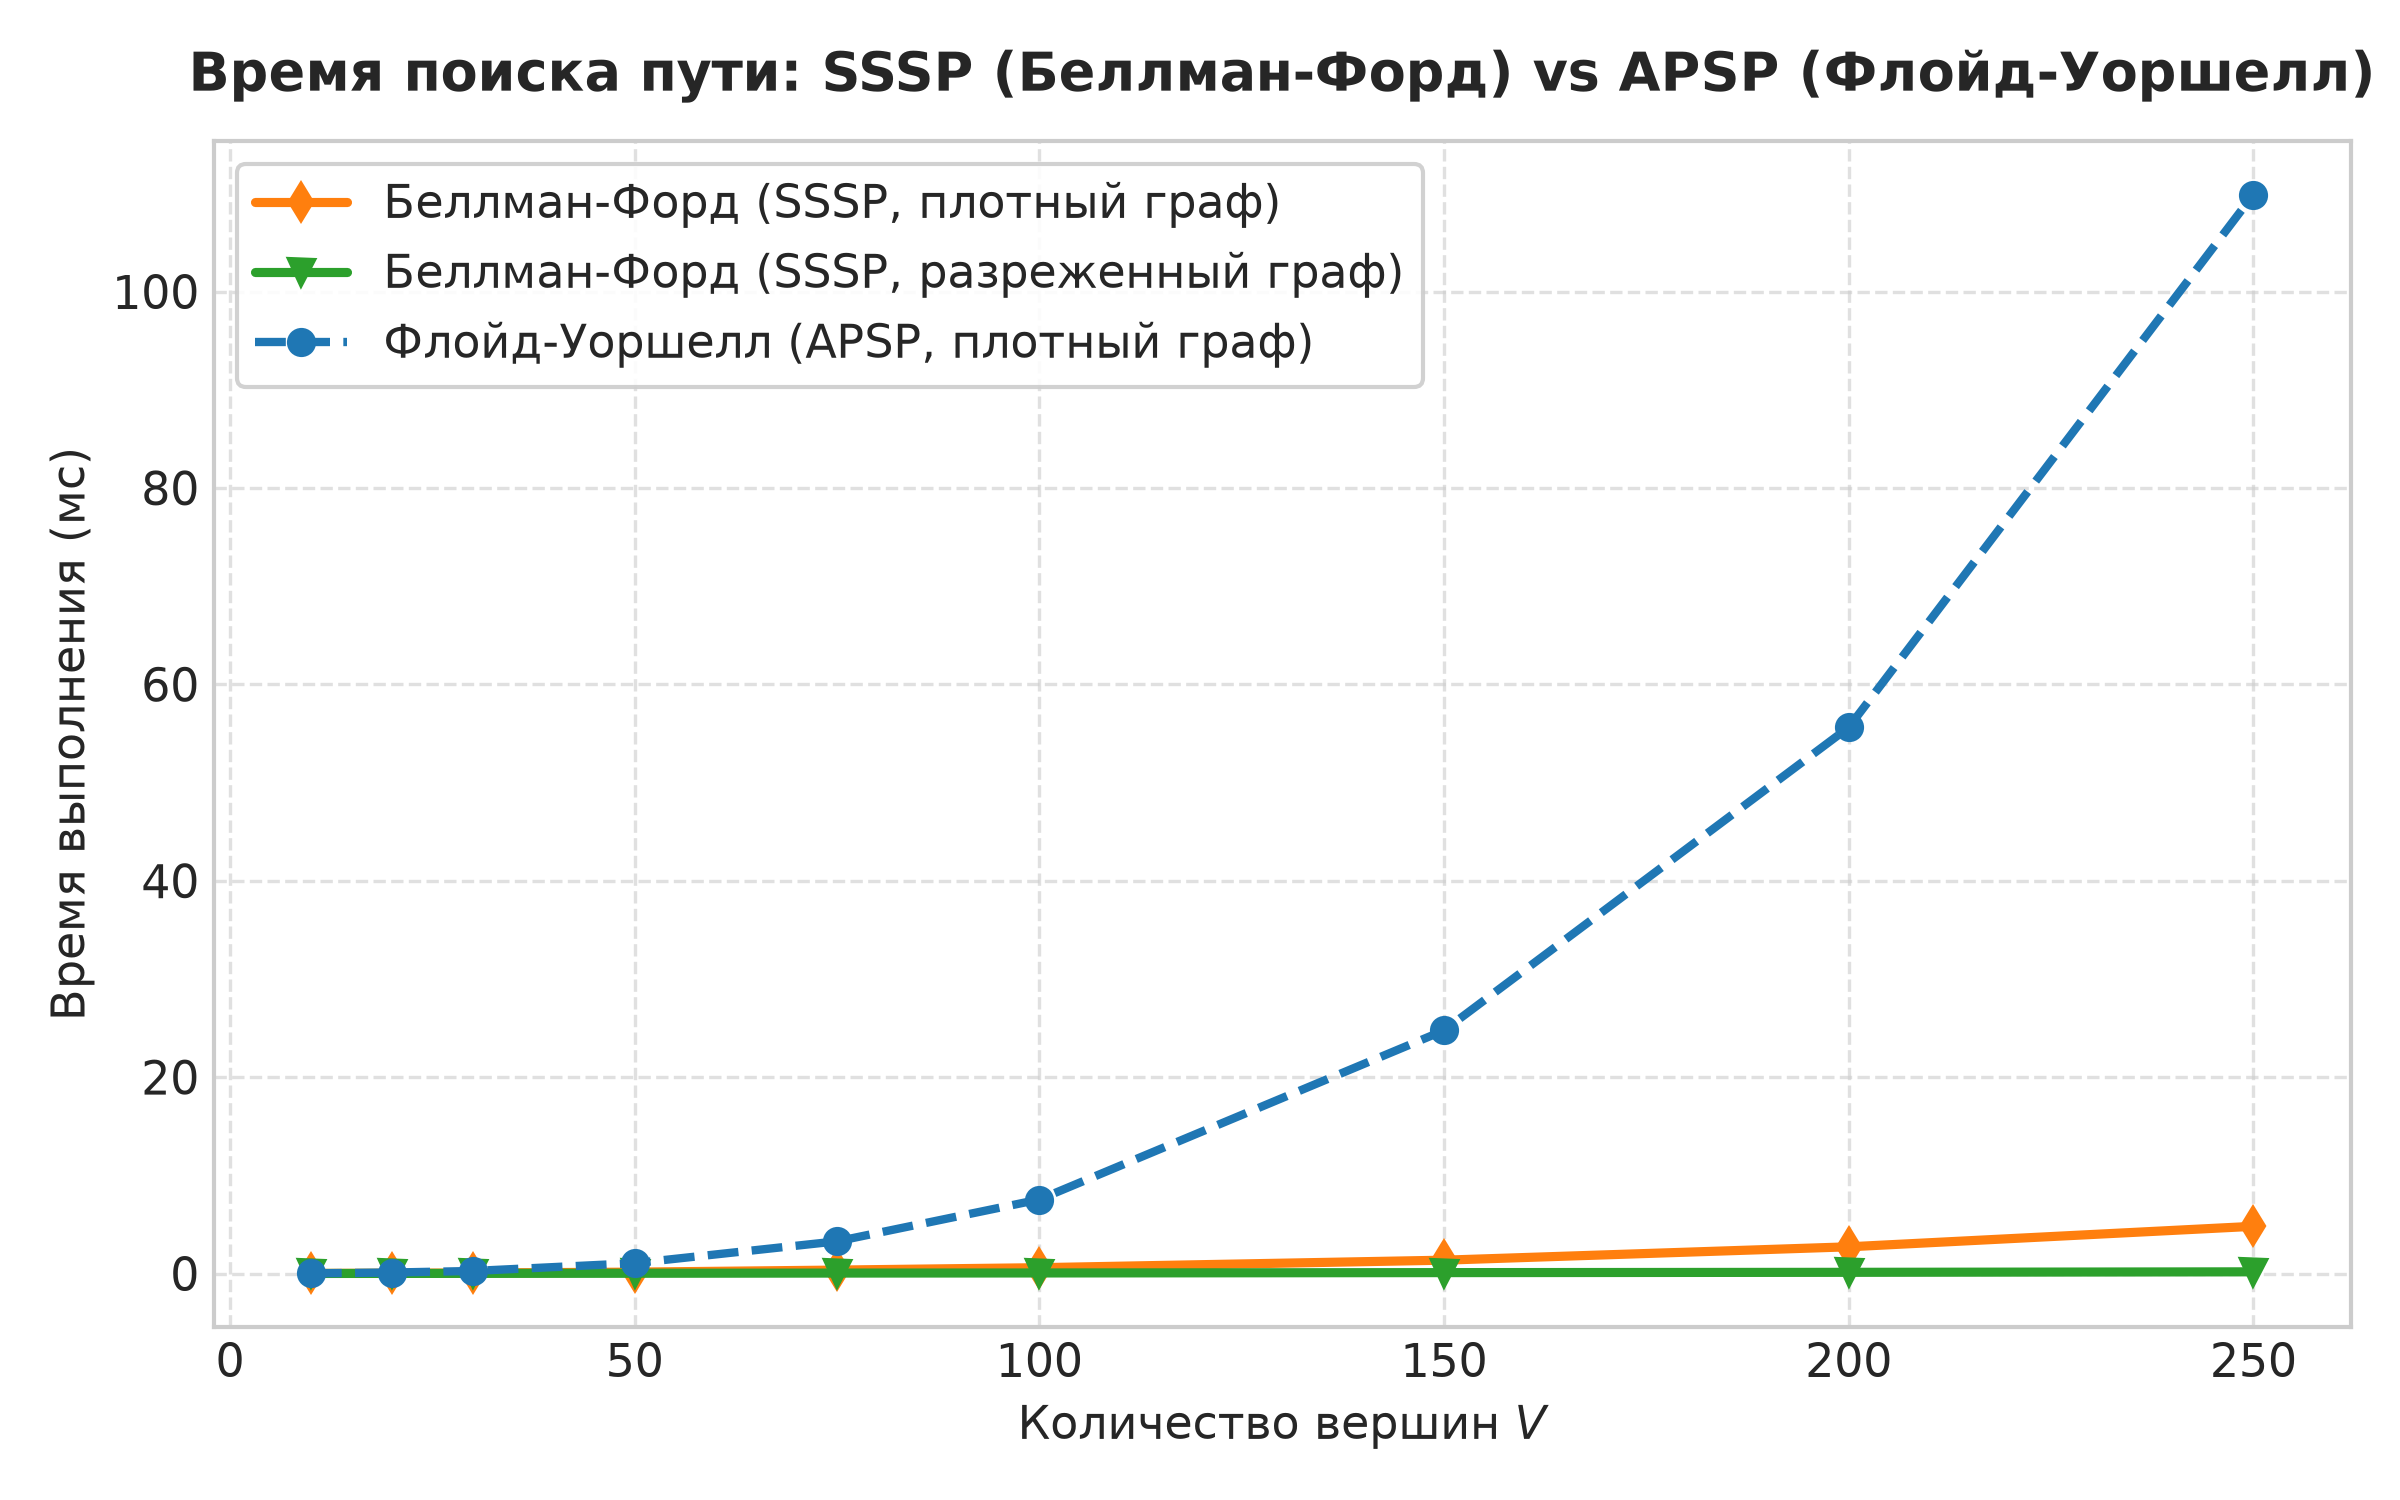 Время поиска пути: SSSP (Беллман-Форд) vs APSP (Флойд-Уоршелл)
Беллман-Форд (SSSP, плотный граф)
Беллман-Форд (SSSP, разреженный граф)
Флойд-Уоршелл (APSP, плотный граф)
Время выполнения (мс)
100
80
60
40
20
0
0 50 100 150 200 250
Количество вершин V